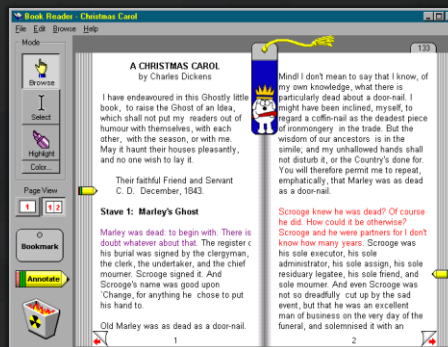 Book Reader - Christmas Carol
File Edit Browse Help
Mode
Browse
Select
Highlight
Color...
Page View
1
1 2
Bookmark
Annotate
133
A CHRISTMAS CAROL
by Charles Dickens
I have endeavoured in this Ghostly little
book, to raise the Ghost of an Idea,
which shall not put my readers out of
humour with themselves, with each
other, with the season, or with me.
May it haunt their houses pleasantly,
and no one wish to lay it.
Their faithful Friend and Servant
C. D. December, 1843.
Stave 1: Marley's Ghost
Marley was dead: to begin with. There is
doubt whatever about that. The register o
his burial was signed by the clergyman,
the clerk, the undertaker, and the chief
mourner. Scrooge signed it. And
Scrooge's name was good upon
'Change, for anything he chose to put
his hand to.
Old Marley was as dead as a door-nail.
1
Mind! I don't mean to say that I know, of
my own knowledge, what there is
particularly dead about a door-nail. I
might have been inclined, myself, to
regard a coffin-nail as the deadest piece
of ironmongery in the trade. But the
wisdom of our ancestors is in the
simile; and my unhallowed hands shall
not disturb it, or the Country's done for.
You will therefore permit me to repeat,
emphatically, that Marley was as dead
as a door-nail.
Scrooge knew he was dead? Of course
he did. How could it be otherwise?
Scrooge and he were partners for I don't
know how many years. Scrooge was
his sole executor, his sole
administrator, his sole assign, his sole
residuary legatee, his sole friend, and
sole mourner. And even Scrooge was
not so dreadfully cut up by the sad
event, but that he was an excellent
man of business on the very day of the
funeral, and solemnised it with an
2